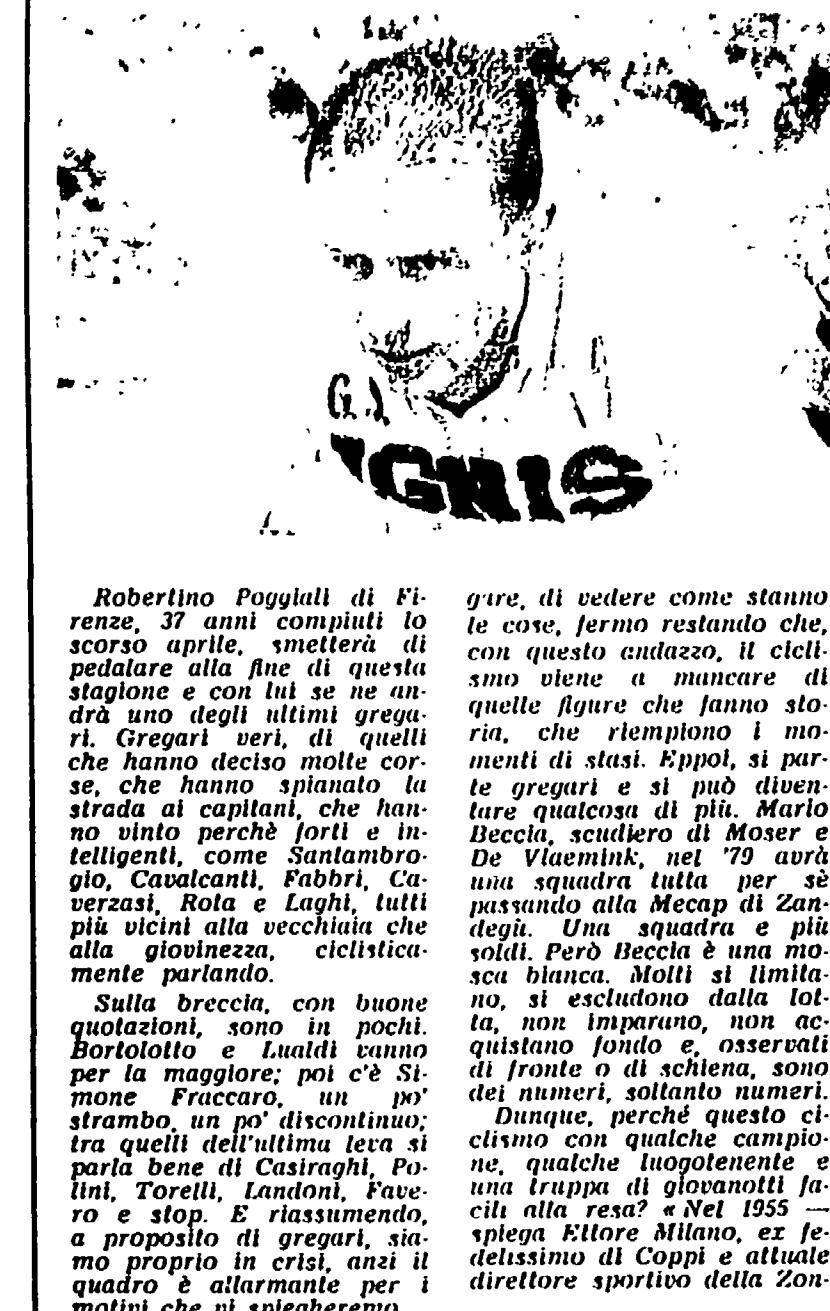 G.S.
IGNIS
Robertino Poggiali di Fi-
renze, 37 anni compiuti lo
scorso aprile, smetterà di
pedalare alla fine di questa
stagione e con lui se ne an-
drà uno degli ultimi grega-
ri. Gregari veri, di quelli
che hanno deciso molte cor-
se, che hanno spianato la
strada ai capitani, che han-
no vinto perchè forti e in-
telligenti, come Santambro-
gio, Cavalcanti, Fabbri, Ca-
verzasi, Rota e Laghi, tutti
più vicini alla vecchiaia che
alla giovinezza, ciclistica-
mente parlando.
Sulla breccia, con buone
quotazioni, sono in pochi.
Bortolotto e Lualdi vanno
per la maggiore; poi c'è Si-
mone Fraccaro, un po'
strambo, un po' discontinuo;
tra quelli dell'ultima leva si
parla bene di Casiraghi, Po-
lini, Torelli, Landoni, Fave-
ro e stop. E riassumendo,
a proposito di gregari, sia-
mo proprio in crisi, anzi il
quadro è allarmante per i
motivi che vi spiegheremo
gare, di vedere come stanno
le cose, fermo restando che,
con questo andazzo, il cicli-
smo viene a mancare di
quelle figure che fanno sto-
ria, che riempiono i mo-
menti di stasi. Eppoi, si par-
te gregari e si può diven-
tare qualcosa di più. Mario
Beccia, scudiero di Moser e
De Vlaemink, nel '79 avrà
una squadra tutta per sè
passando alla Mecap di Zan-
degù. Una squadra e più
soldi. Però Beccia è una mo-
sca bianca. Molti si limita-
no, si escludono dalla lot-
ta, non imparano, non ac-
quistano fondo e, osservati
di fronte o di schiena, sono
dei numeri, soltanto numeri.
Dunque, perché questo ci-
clismo con qualche campio-
ne, qualche luogotenente e
una truppa di giovanotti fa-
cili alla resa? « Nel 1955 —
spiega Ettore Milano, ex fe-
delissimo di Coppi e attuale
direttore sportivo della Zon-